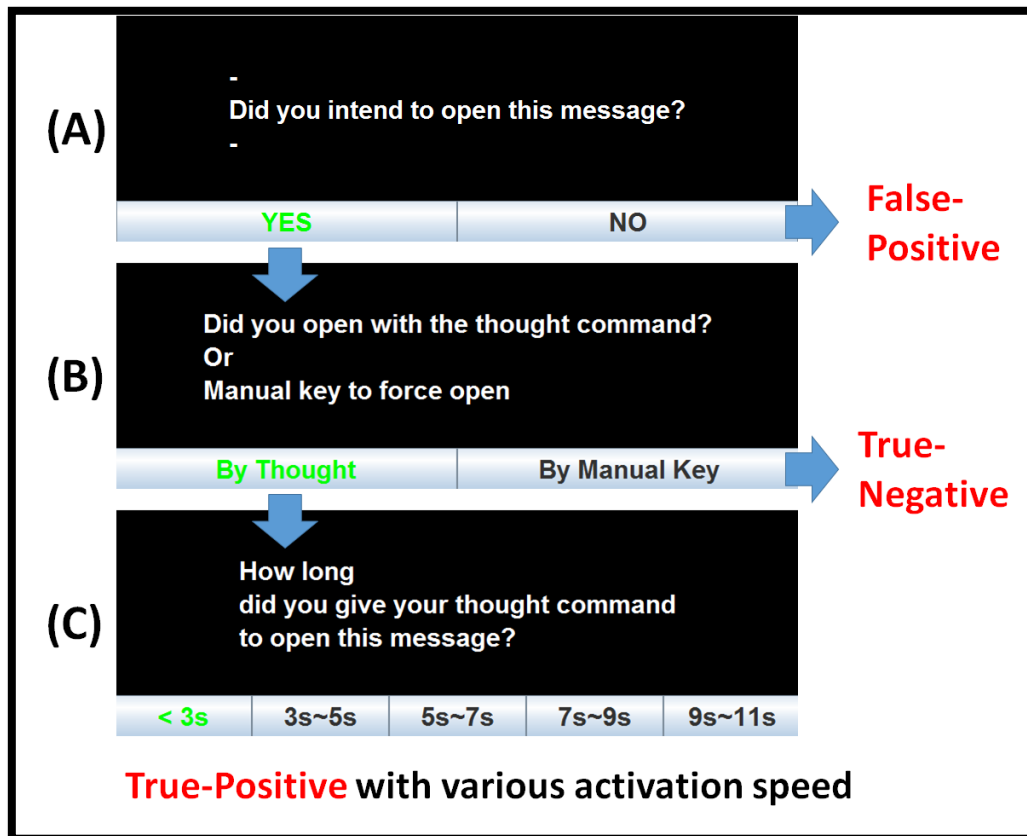 (A)
-
Did you intend to open this message?
-
YES
NO
False-
Positive
(B)
Did you open with the thought command?
Or
Manual key to force open
By Thought
By Manual Key
True-
Negative
(C)
How long
did you give your thought command
to open this message?
< 3s
3s~5s
5s~7s
7s~9s
9s~11s
True-Positive with various activation speed